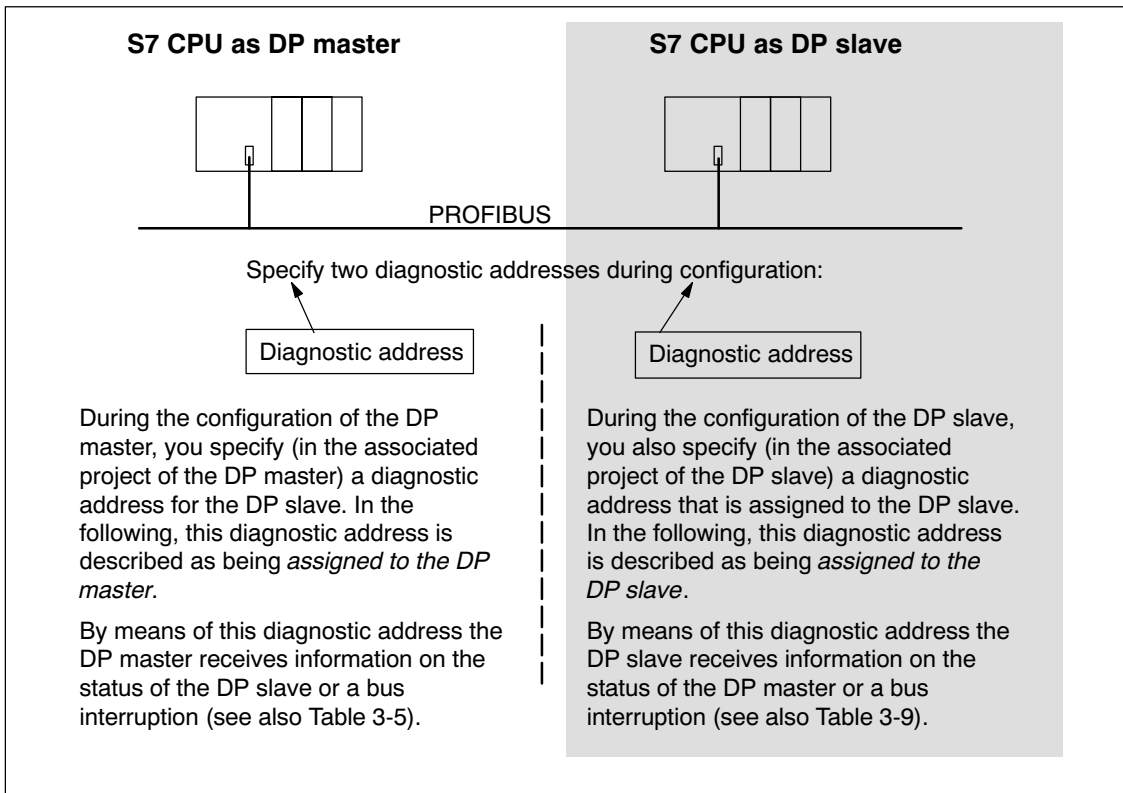 S7 CPU as DP master
S7 CPU as DP slave
PROFIBUS
Specify two diagnostic addresses during configuration:
Diagnostic address
Diagnostic address
During the configuration of the DP
master, you specify (in the associated
project of the DP master) a diagnostic
address for the DP slave. In the
following, this diagnostic address is
described as being assigned to the DP
master.
By means of this diagnostic address the
DP master receives information on the
status of the DP slave or a bus
interruption (see also Table 3-5).
During the configuration of the DP slave,
you also specify (in the associated
project of the DP slave) a diagnostic
address that is assigned to the DP slave.
In the following, this diagnostic address
is described as being assigned to the
DP slave.
By means of this diagnostic address the
DP slave receives information on the
status of the DP master or a bus
interruption (see also Table 3-9).